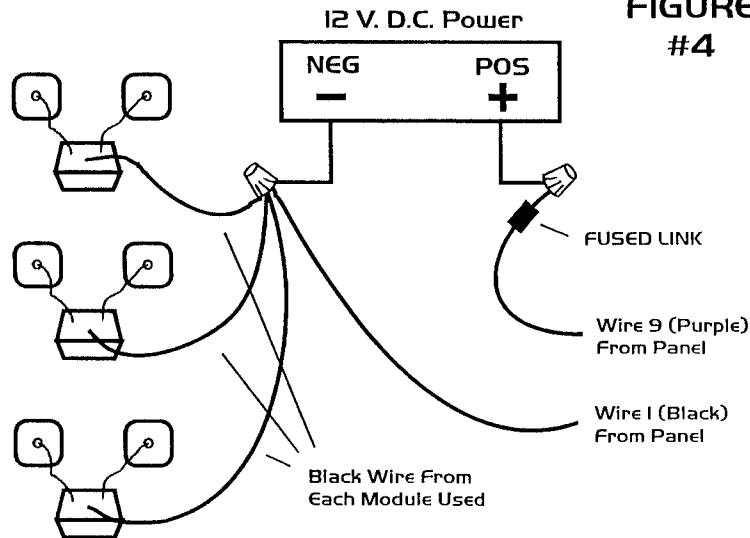 12 V. D.C. Power
FIGURE
#4
NEG
POS
−
+
FUSED LINK
Wire 9 (Purple)
From Panel
Wire 1 (Black)
From Panel
Black Wire From
Each Module Used